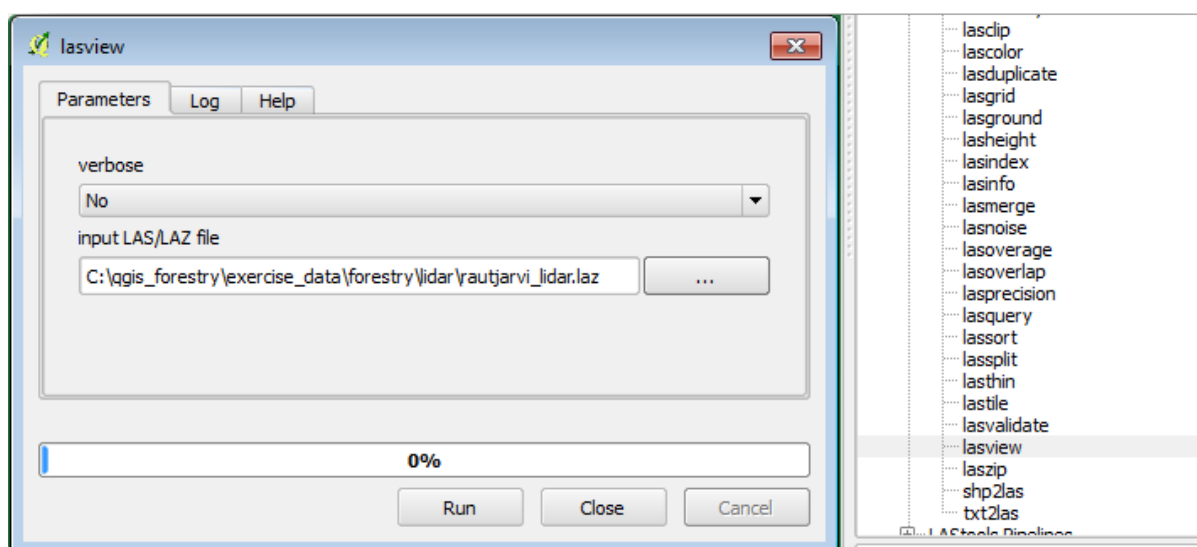 lasview
Parameters
Log
Help
verbose
No
input LAS/LAZ file
C:\qgis_forestry\exercise_data\forestry\lidar\rautjarvi_lidar.laz
...
0%
Run
Close
Cancel
lasclip
lascolor
lasduplicate
lasgrid
lasground
lasheight
lasindex
lasinfo
lasmerge
lasnoise
lasoverage
lasoverlap
lasprecision
lasquery
lassort
lassplit
lasthin
lastile
lasvalidate
lasview
laszip
shp2las
txt2las
LAStools Pipelines